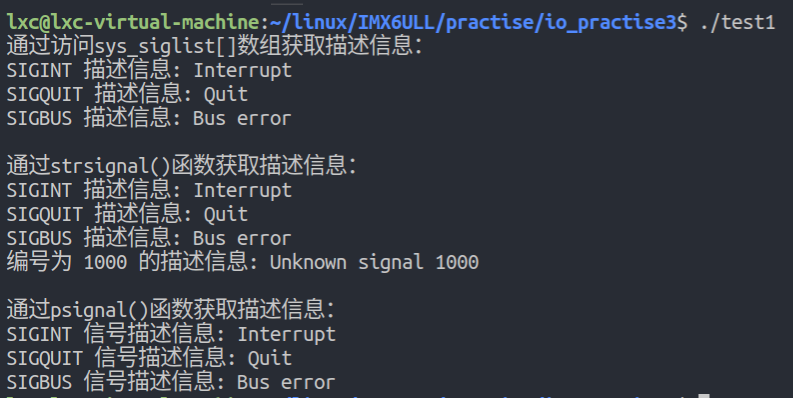 lxc@lxc-virtual-machine:~/linux/IMX6ULL/practise/io_practise3$ ./test1
通过访问sys_siglist[]数组获取描述信息:
SIGINT 描述信息: Interrupt
SIGQUIT 描述信息: Quit
SIGBUS 描述信息: Bus error
通过strsignal()函数获取描述信息:
SIGINT 描述信息: Interrupt
SIGQUIT 描述信息: Quit
SIGBUS 描述信息: Bus error
编号为 1000 的描述信息: Unknown signal 1000
通过psignal()函数获取描述信息:
SIGINT 信号描述信息: Interrupt
SIGQUIT 信号描述信息: Quit
SIGBUS 信号描述信息: Bus error